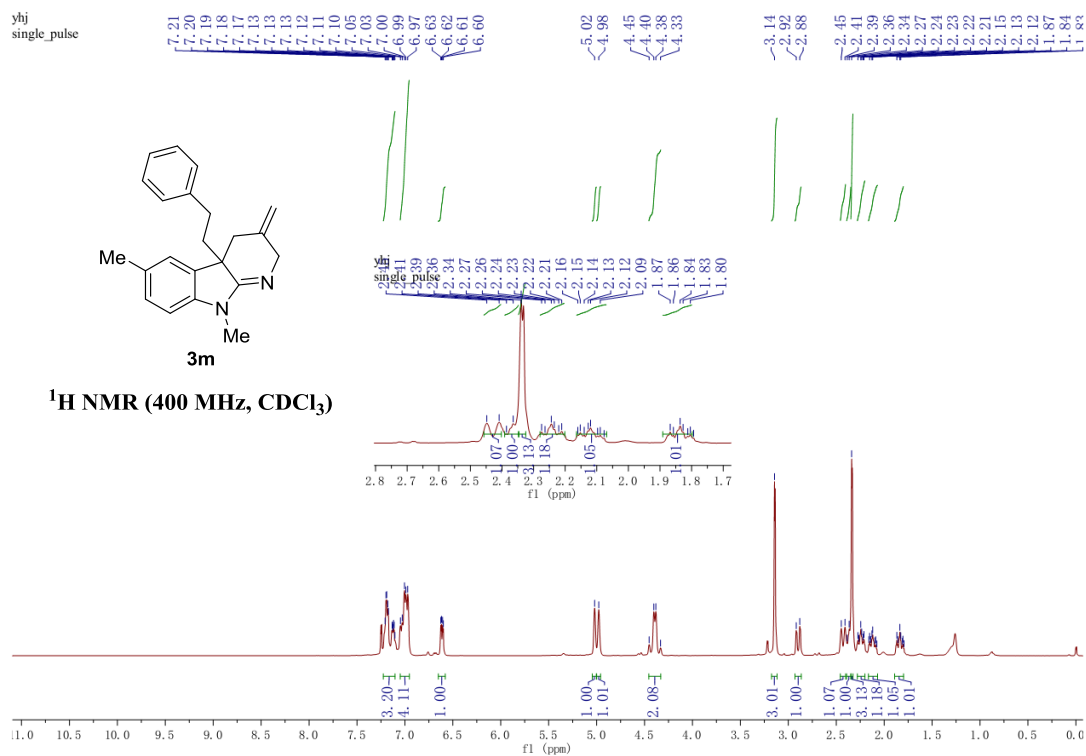 yhj
single_pulse
7.21 7.20 7.19 7.18 7.17 7.13 7.13 7.13 7.12 7.11 7.10 7.05 7.03 7.00 6.99 6.97 6.63 6.62 6.61 6.60 5.02 4.98 4.45 4.40 4.38 4.33 3.14 2.92 2.88 2.45 2.41 2.39 2.36 2.34 2.27 2.24 2.23 2.22 2.21 2.15 2.13 2.12 1.87 1.84 1.83
Me
N
N
Me
3m
¹H NMR (400 MHz, CDCl₃)
yhj
single_pulse
2.41 2.39 2.36 2.34 2.27 2.26 2.24 2.23 2.22 2.21 2.16 2.15 2.14 2.13 2.12 2.09 1.87 1.86 1.84 1.83 1.80
1.07 1.00 3.13 1.18 1.05 1.01
2.8 2.7 2.6 2.5 2.4 2.3 2.2 2.1 2.0 1.9 1.8 1.7
f1 (ppm)
3.20 4.11 1.00 1.00 1.01 2.08 3.01 1.00 1.07 1.00 3.13 1.18 1.05 1.01
11.0 10.5 10.0 9.5 9.0 8.5 8.0 7.5 7.0 6.5 6.0 5.5 5.0 4.5 4.0 3.5 3.0 2.5 2.0 1.5 1.0 0.5 0.0
f1 (ppm)